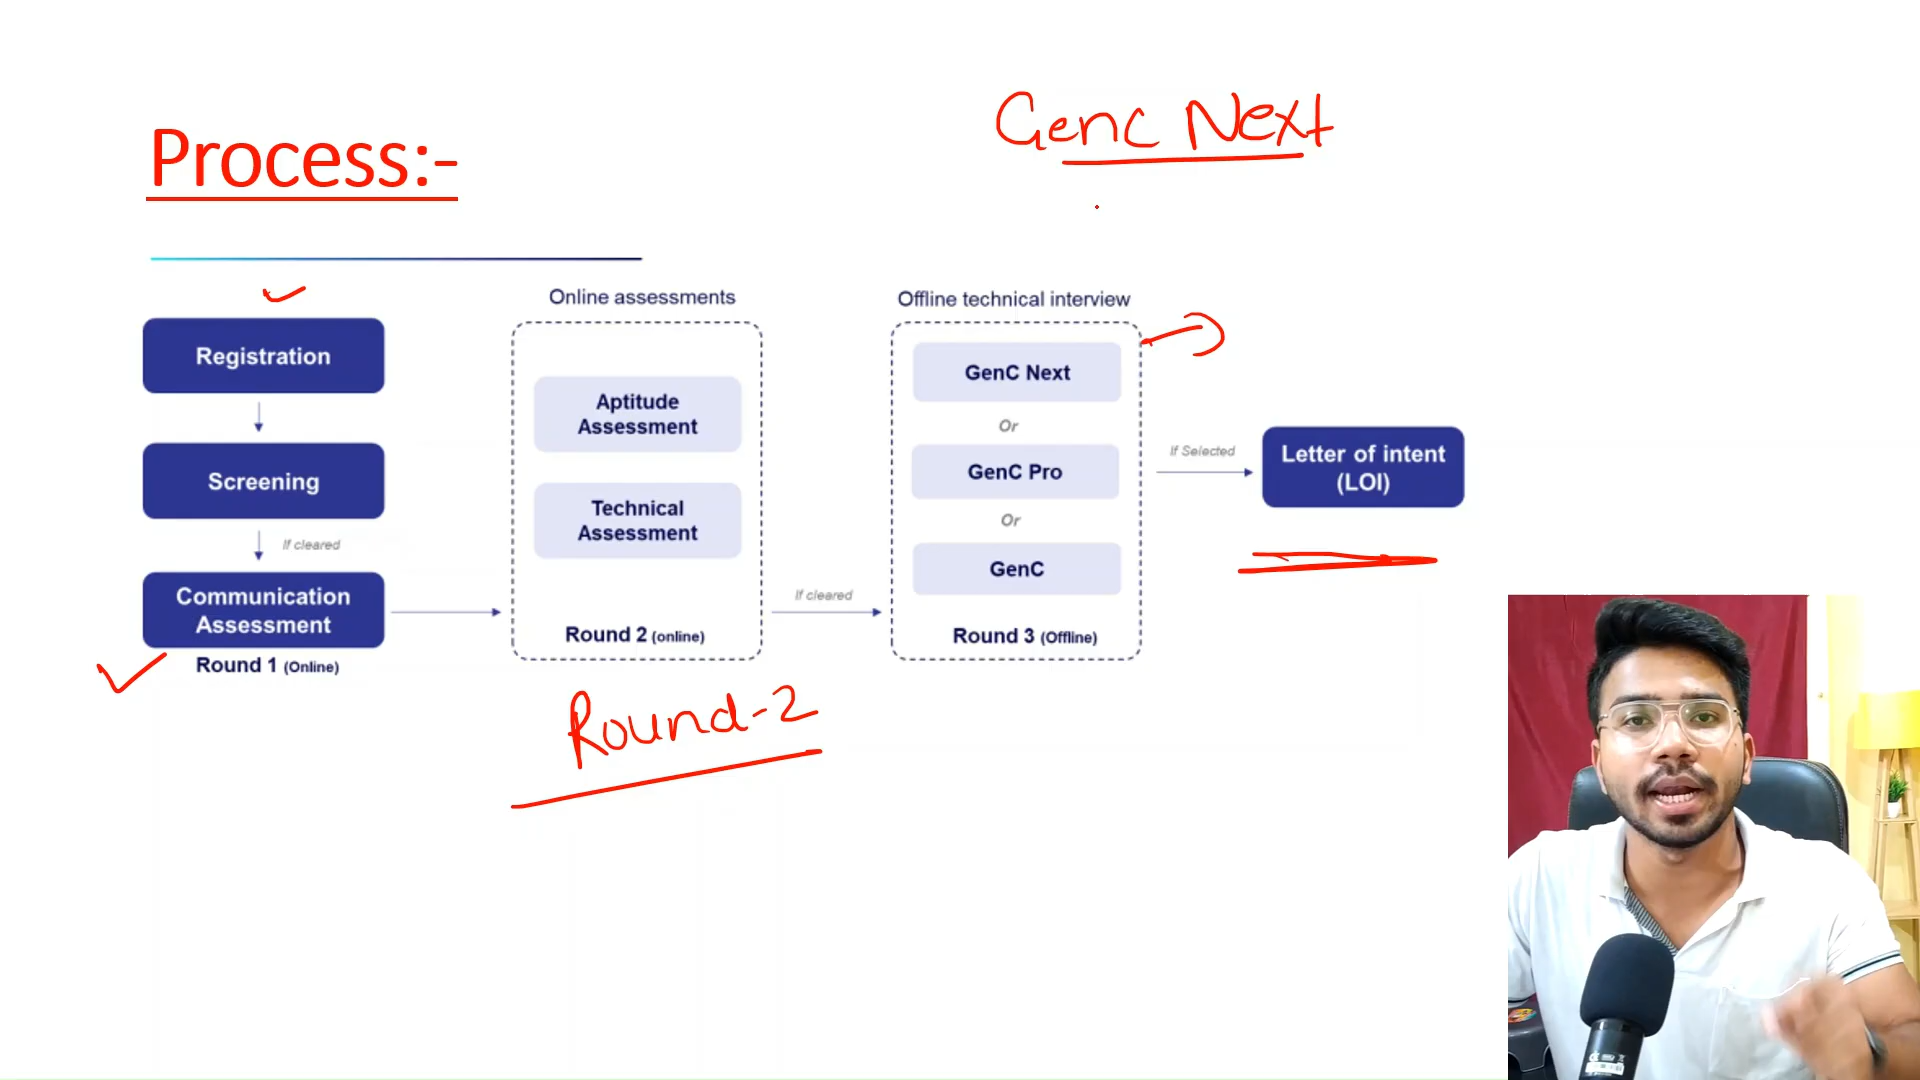 GenC Next
Process:-
Online assessments
Offline technical interview
Registration
Screening
If cleared
Communication
Assessment
Round 1 (Online)
Aptitude
Assessment
Technical
Assessment
Round 2 (online)
If cleared
GenC Next
Or
GenC Pro
Or
GenC
Round 3 (Offline)
If Selected
Letter of intent
(LOI)
Round-2